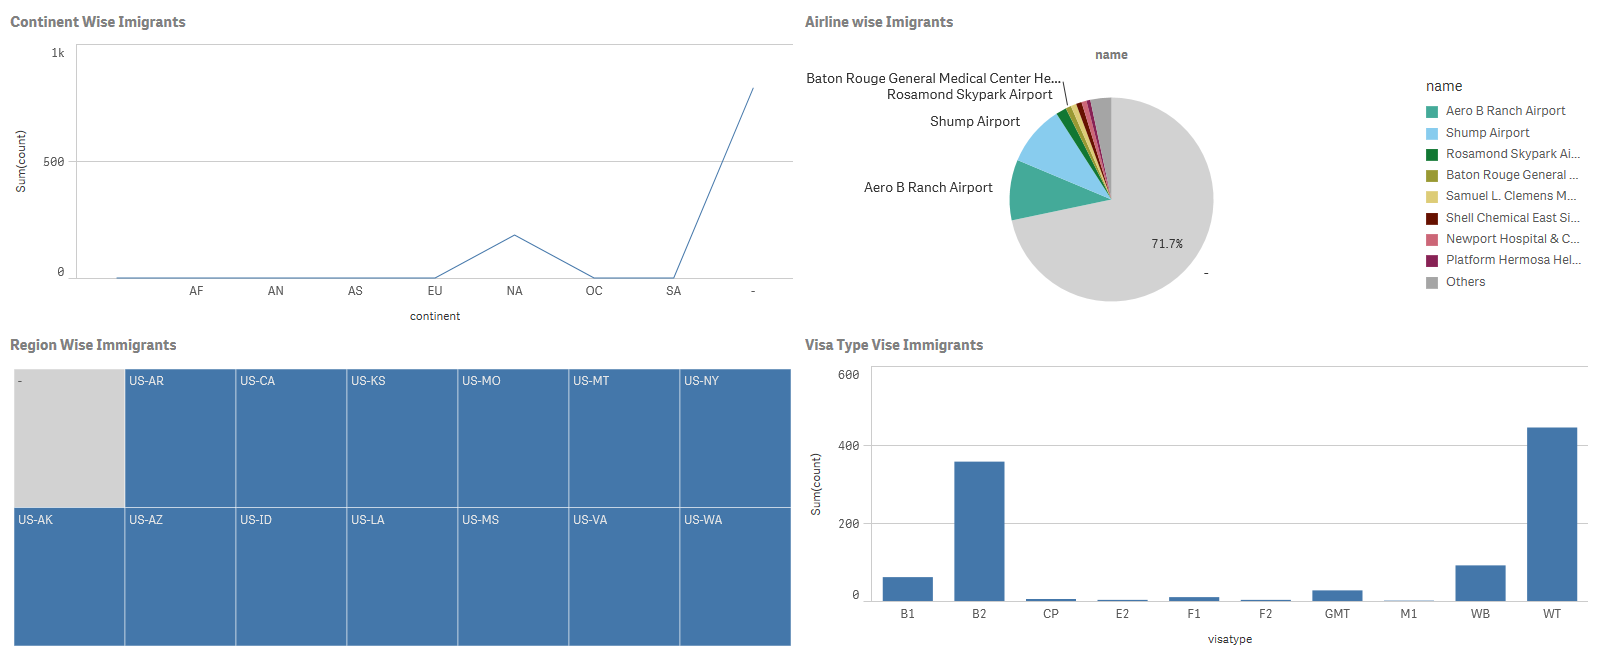 Continent Wise Imigrants
1k
500
0
Sum(count)
AF AN AS EU NA OC SA -
continent
Airline wise Imigrants
name
Baton Rouge General Medical Center He...
Rosamond Skypark Airport
Shump Airport
Aero B Ranch Airport
71.7%
-
name
Aero B Ranch Airport
Shump Airport
Rosamond Skypark Ai...
Baton Rouge General ...
Samuel L. Clemens M...
Shell Chemical East Si...
Newport Hospital & C...
Platform Hermosa Hel...
Others
Region Wise Immigrants
- US-AR US-CA US-KS US-MO US-MT US-NY
US-AK US-AZ US-ID US-LA US-MS US-VA US-WA
Visa Type Vise Immigrants
600
400
200
0
Sum(count)
B1 B2 CP E2 F1 F2 GMT M1 WB WT
visatype